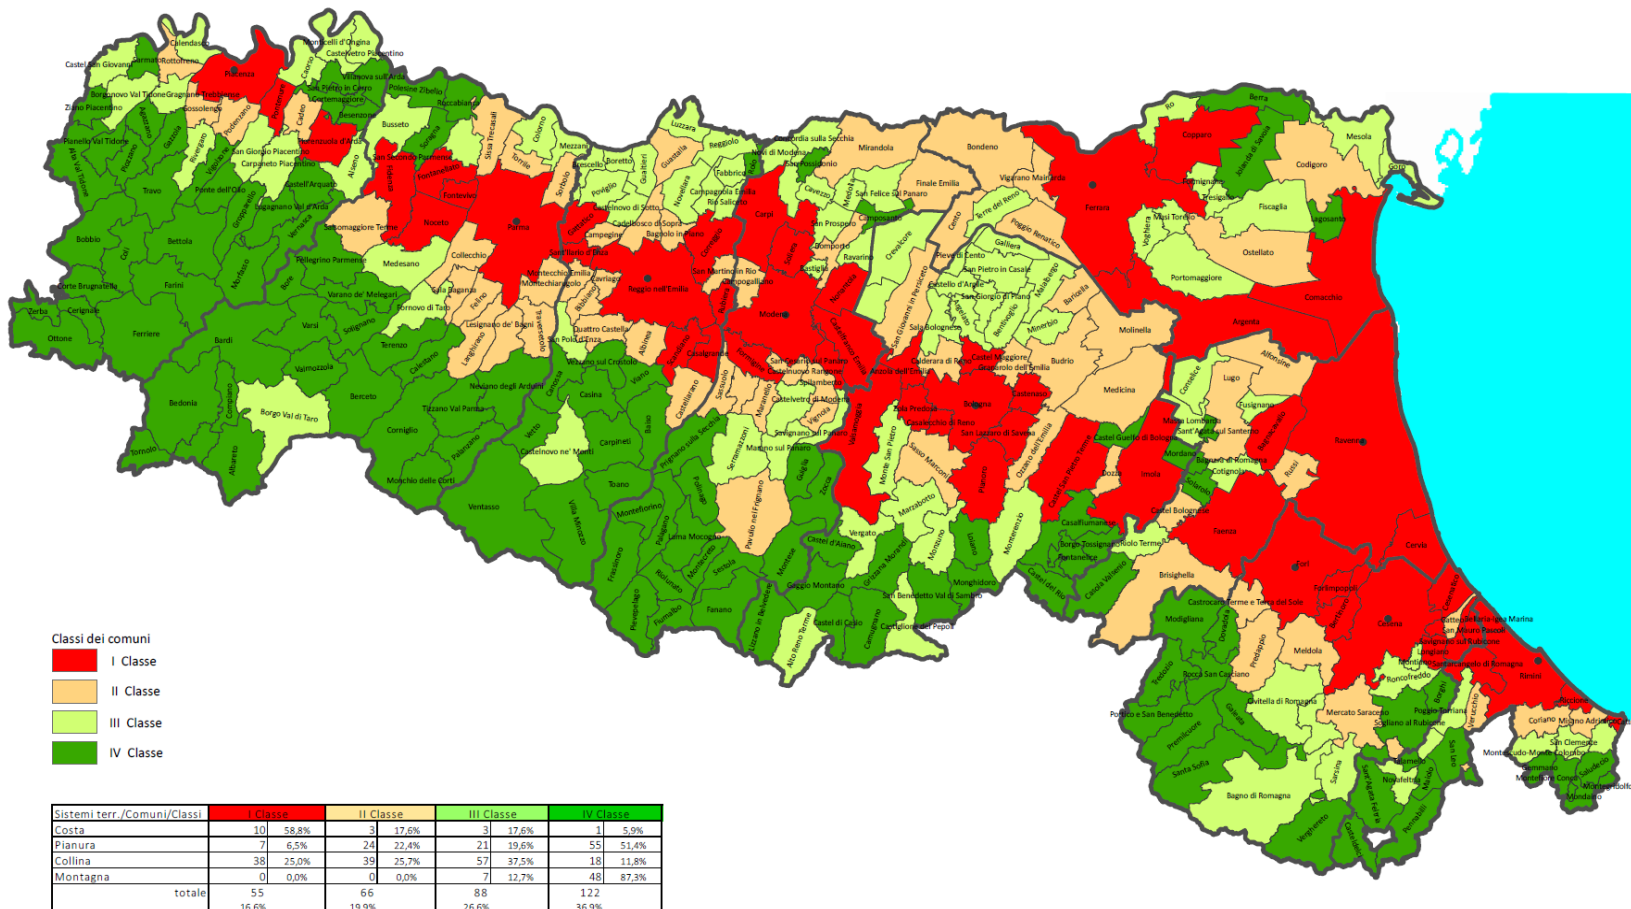 Calendasco
Monticelli d'Ongina
Castelvetro Piacentino
Castel San Giovanni
Sarmato
Rottofreno
Piacenza
Caorso
Villanova sull'Arda
San Pietro in Cerro
Polesine Zibello
Borgonovo Val Tidone
Gragnano Trebbiense
Pontenure
Cortemaggiore
Roccabianca
Ziano Piacentino
Gossolengo
Podenzano
Cadeo
Besenzone
Busseto
Sissa Trecasali
Colorno
Mezzani
Agazzano
Gazzola
Rivergaro
Vigolzone
San Giorgio Piacentino
Fiorenzuola d'Arda
Soragna
Torrile
Pianello Val Tidone
Piozzano
Carpaneto Piacentino
Alseno
San Secondo Parmense
Fontanellato
Sorbolo
Alta Val Tidone
Travo
Ponte dell'Olio
Castell'Arquato
Fidenza
Fontevivo
Gropparello
Lugagnano Val d'Arda
Vernasca
Salsomaggiore Terme
Noceto
Parma
Bobbio
Coli
Bettola
Morfasso
Pellegrino Parmense
Medesano
Collecchio
Montechiarugolo
Corte Brugnatella
Farini
Bore
Varano de' Melegari
Fornovo di Taro
Sala Baganza
Felino
Zerba
Cerignale
Ottone
Ferriere
Bardi
Varsi
Solignano
Terenzo
Lesignano de' Bagni
Langhirano
Traversetolo
Valmozzola
Calestano
Neviano degli Arduini
Bedonia
Compiano
Borgo Val di Taro
Berceto
Tizzano Val Parma
Tornolo
Albareto
Corniglio
Palanzano
Monchio delle Corti
Luzzara
Reggiolo
Brescello
Boretto
Gualtieri
Guastalla
Fabbrico
Rolo
Poviglio
Novellara
Campagnola Emilia
Rio Saliceto
Castelnovo di Sotto
Cadelbosco di Sopra
Bagnolo in Piano
Correggio
Gattatico
Campegine
Sant'Ilario d'Enza
Montecchio Emilia
Cavriago
Bibbiano
Reggio nell'Emilia
San Martino in Rio
Rubiera
Quattro Castella
San Polo d'Enza
Albinea
Scandiano
Casalgrande
Vezzano sul Crostolo
Canossa
Viano
Castellarano
Casina
Baiso
Vetto
Carpineti
Castelnovo ne' Monti
Toano
Ventasso
Villa Minozzo
Concordia sulla Secchia
Mirandola
Novi di Modena
San Possidonio
Cavezzo
Medolla
San Felice sul Panaro
Finale Emilia
Carpi
Camposanto
San Prospero
Soliera
Bomporto
Ravarino
Bastiglia
Campogalliano
Nonantola
Modena
Castelfranco Emilia
Formigine
San Cesario sul Panaro
Castelnuovo Rangone
Spilamberto
Sassuolo
Maranello
Castelvetro di Modena
Vignola
Savignano sul Panaro
Prignano sulla Secchia
Serramazzoni
Marano sul Panaro
Guiglia
Zocca
Polinago
Pavullo nel Frignano
Montefiorino
Palagano
Lama Mocogno
Montecreto
Sestola
Montese
Frassinoro
Riolunato
Pievepelago
Fiumalbo
Fanano
Crevalcore
San Giovanni in Persiceto
Sala Bolognese
Pieve di Cento
Galliera
San Pietro in Casale
Castello d'Argile
San Giorgio di Piano
Argelato
Bentivoglio
Malalbergo
Baricella
Minerbio
Molinella
Anzola dell'Emilia
Calderara di Reno
Castel Maggiore
Granarolo dell'Emilia
Budrio
Medicina
Castenaso
Bologna
Zola Predosa
Casalecchio di Reno
San Lazzaro di Savena
Valsamoggia
Monte San Pietro
Sasso Marconi
Pianoro
Ozzano dell'Emilia
Castel San Pietro Terme
Castel Guelfo di Bologna
Dozza
Imola
Mordano
Marzabotto
Vergato
Monzuno
Loiano
Monterenzio
Casalfiumanese
Borgo Tossignano
Fontanelice
Castel del Rio
Castel d'Aiano
Grizzana Morandi
Monghidoro
Gaggio Montano
San Benedetto Val di Sambro
Lizzano in Belvedere
Castel di Casio
Camugnano
Castiglione dei Pepoli
Alto Reno Terme
Bondeno
Vigarano Mainarda
Cento
Terre del Reno
Poggio Renatico
Ferrara
Ro
Copparo
Berra
Jolanda di Savoia
Mesola
Codigoro
Goro
Formignana
Tresigallo
Fiscaglia
Lagosanto
Voghiera
Masi Torello
Ostellato
Portomaggiore
Comacchio
Argenta
Alfonsine
Conselice
Lugo
Fusignano
Massa Lombarda
Sant'Agata sul Santerno
Bagnacavallo
Ravenna
Bagnara di Romagna
Cotignola
Russi
Solarolo
Castel Bolognese
Faenza
Riolo Terme
Casola Valsenio
Brisighella
Cervia
Forlì
Forlimpopoli
Bertinoro
Cesena
Cesenatico
Castrocaro Terme e Terra del Sole
Modigliana
Dovadola
Predappio
Meldola
Gatteo
Bellaria-Igea Marina
San Mauro Pascoli
Savignano sul Rubicone
Longiano
Montiano
Santarcangelo di Romagna
Roncofreddo
Rimini
Riccione
Tredozio
Rocca San Casciano
Civitella di Romagna
Mercato Saraceno
Borghi
Poggio Torriana
Sogliano al Rubicone
Verucchio
Coriano
Misano Adriatico
Portico e San Benedetto
Galeata
Premilcuore
Santa Sofia
Sarsina
Bagno di Romagna
Verghereto
Talamello
San Leo
Novafeltria
Maiolo
Sant'Agata Feltria
Pennabilli
Casteldelci
San Clemente
Montescudo-Monte Colombo
Gemmano
Saludecio
Montefiore Conca
Mondaino
Classi dei comuni
I Classe
II Classe
III Classe
IV Classe
Sistemi terr./Comuni/Classi I Classe II Classe III Classe IV Classe
Costa 10 58,8% 3 17,6% 3 17,6% 1 5,9%
Pianura 7 6,5% 24 22,4% 21 19,6% 55 51,4%
Collina 38 25,0% 39 25,7% 57 37,5% 18 11,8%
Montagna 0 0,0% 0 0,0% 7 12,7% 48 87,3%
totale 55 66 88 122
16,6% 19,9% 26,6% 36,9%